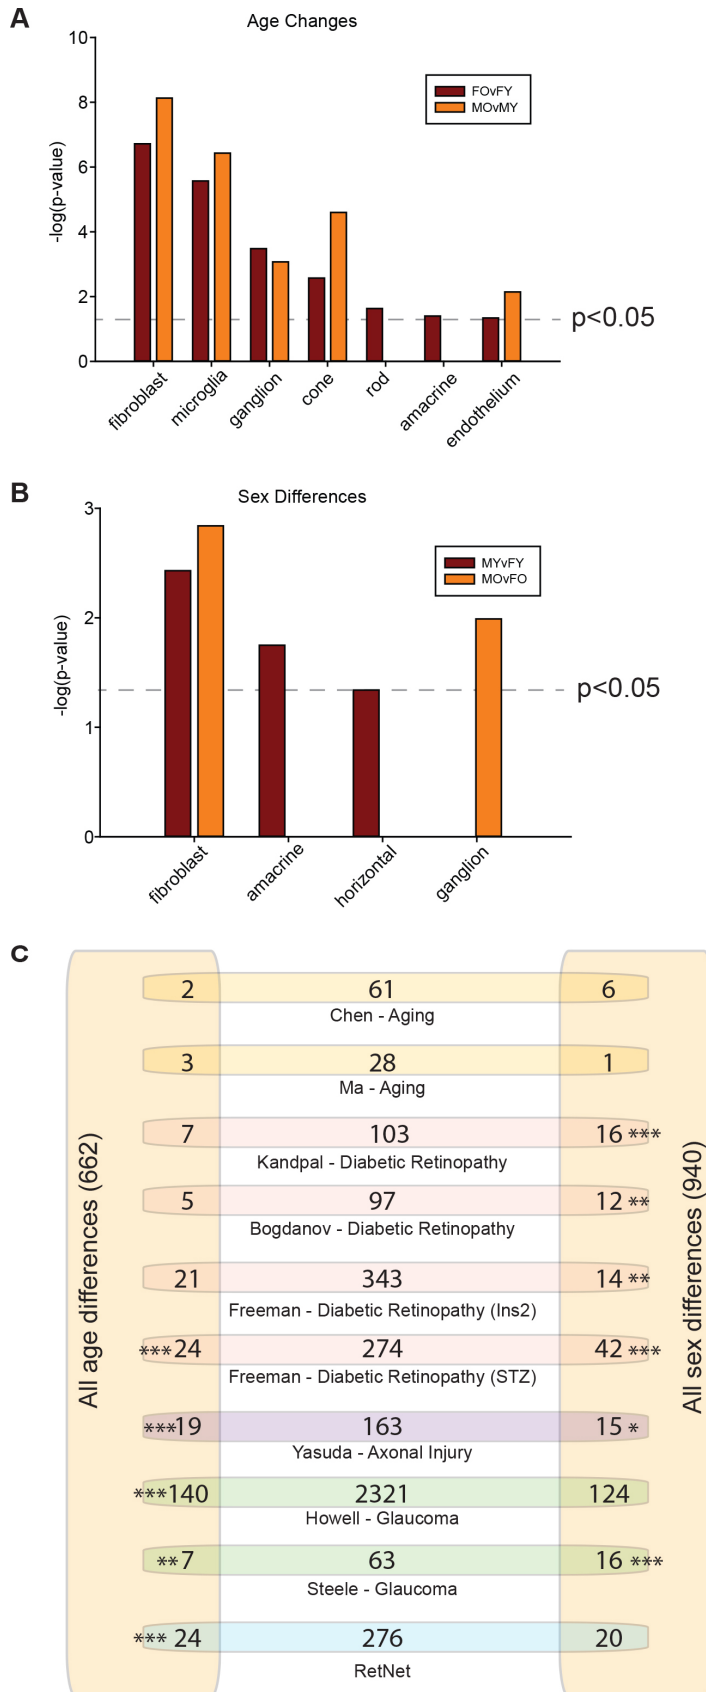 A
Age Changes
10
8
6
4
2
0
-log(p-value)
FOvFY
MOvMY
p<0.05
fibroblast
microglia
ganglion
cone
rod
amacrine
endothelium
B
Sex Differences
3
2
1
0
-log(p-value)
MYvFY
MOvFO
p<0.05
fibroblast
amacrine
horizontal
ganglion
C
All age differences (662)
All sex differences (940)
2 61 6
Chen - Aging
3 28 1
Ma - Aging
7 103 16 ***
Kandpal - Diabetic Retinopathy
5 97 12 **
Bogdanov - Diabetic Retinopathy
21 343 14 **
Freeman - Diabetic Retinopathy (Ins2)
***24 274 42 ***
Freeman - Diabetic Retinopathy (STZ)
***19 163 15 *
Yasuda - Axonal Injury
***140 2321 124
Howell - Glaucoma
**7 63 16 ***
Steele - Glaucoma
*** 24 276 20
RetNet